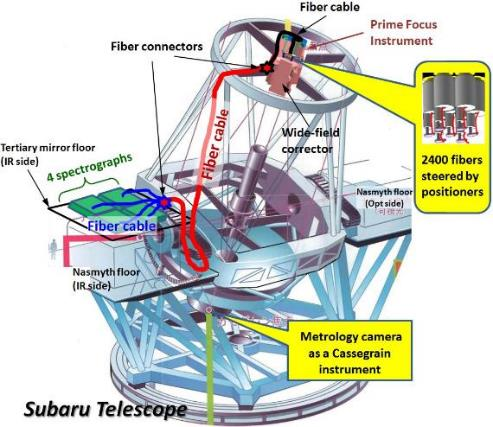 Fiber cable
Prime Focus
Instrument
Fiber connectors
Wide-field
corrector
Fiber cable
2400 fibers
steered by
positioners
Tertiary mirror floor
(IR side)
4 spectrographs
Fiber cable
Nasmyth floor
(Opt side)
Nasmyth floor
(IR side)
Metrology camera
as a Cassegrain
instrument
Subaru Telescope